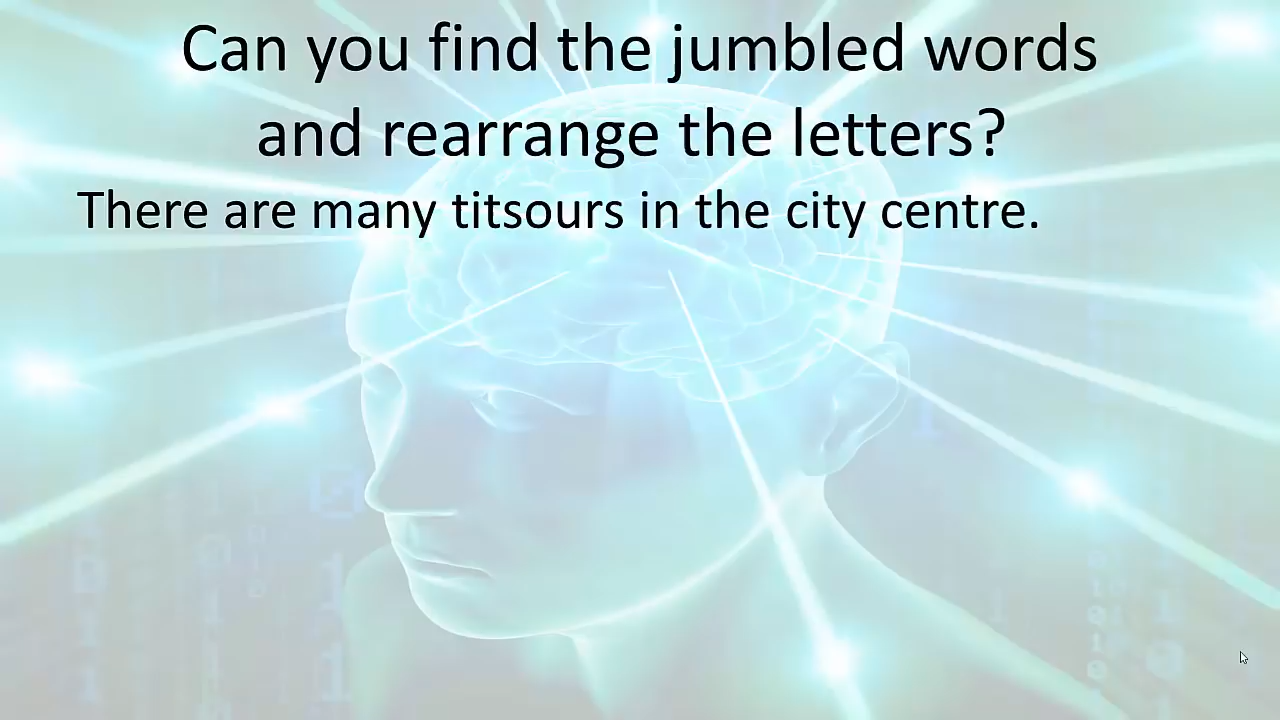 Can you find the jumbled words
and rearrange the letters?
There are many titsours in the city centre.